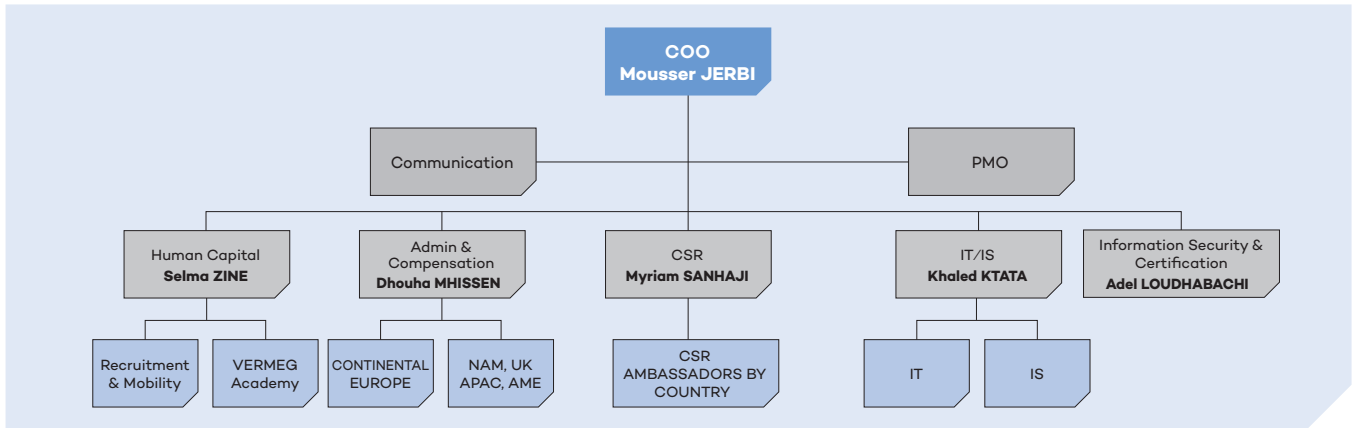 COO
Mousser JERBI
Communication
PMO
Human Capital
Selma ZINE
Admin &
Compensation
Dhouha MHISSEN
CSR
Myriam SANHAJI
IT/IS
Khaled KTATA
Information Security &
Certification
Adel LOUDHABACHI
Recruitment
& Mobility
VERMEG
Academy
CONTINENTAL
EUROPE
NAM, UK
APAC, AME
CSR
AMBASSADORS BY
COUNTRY
IT
IS